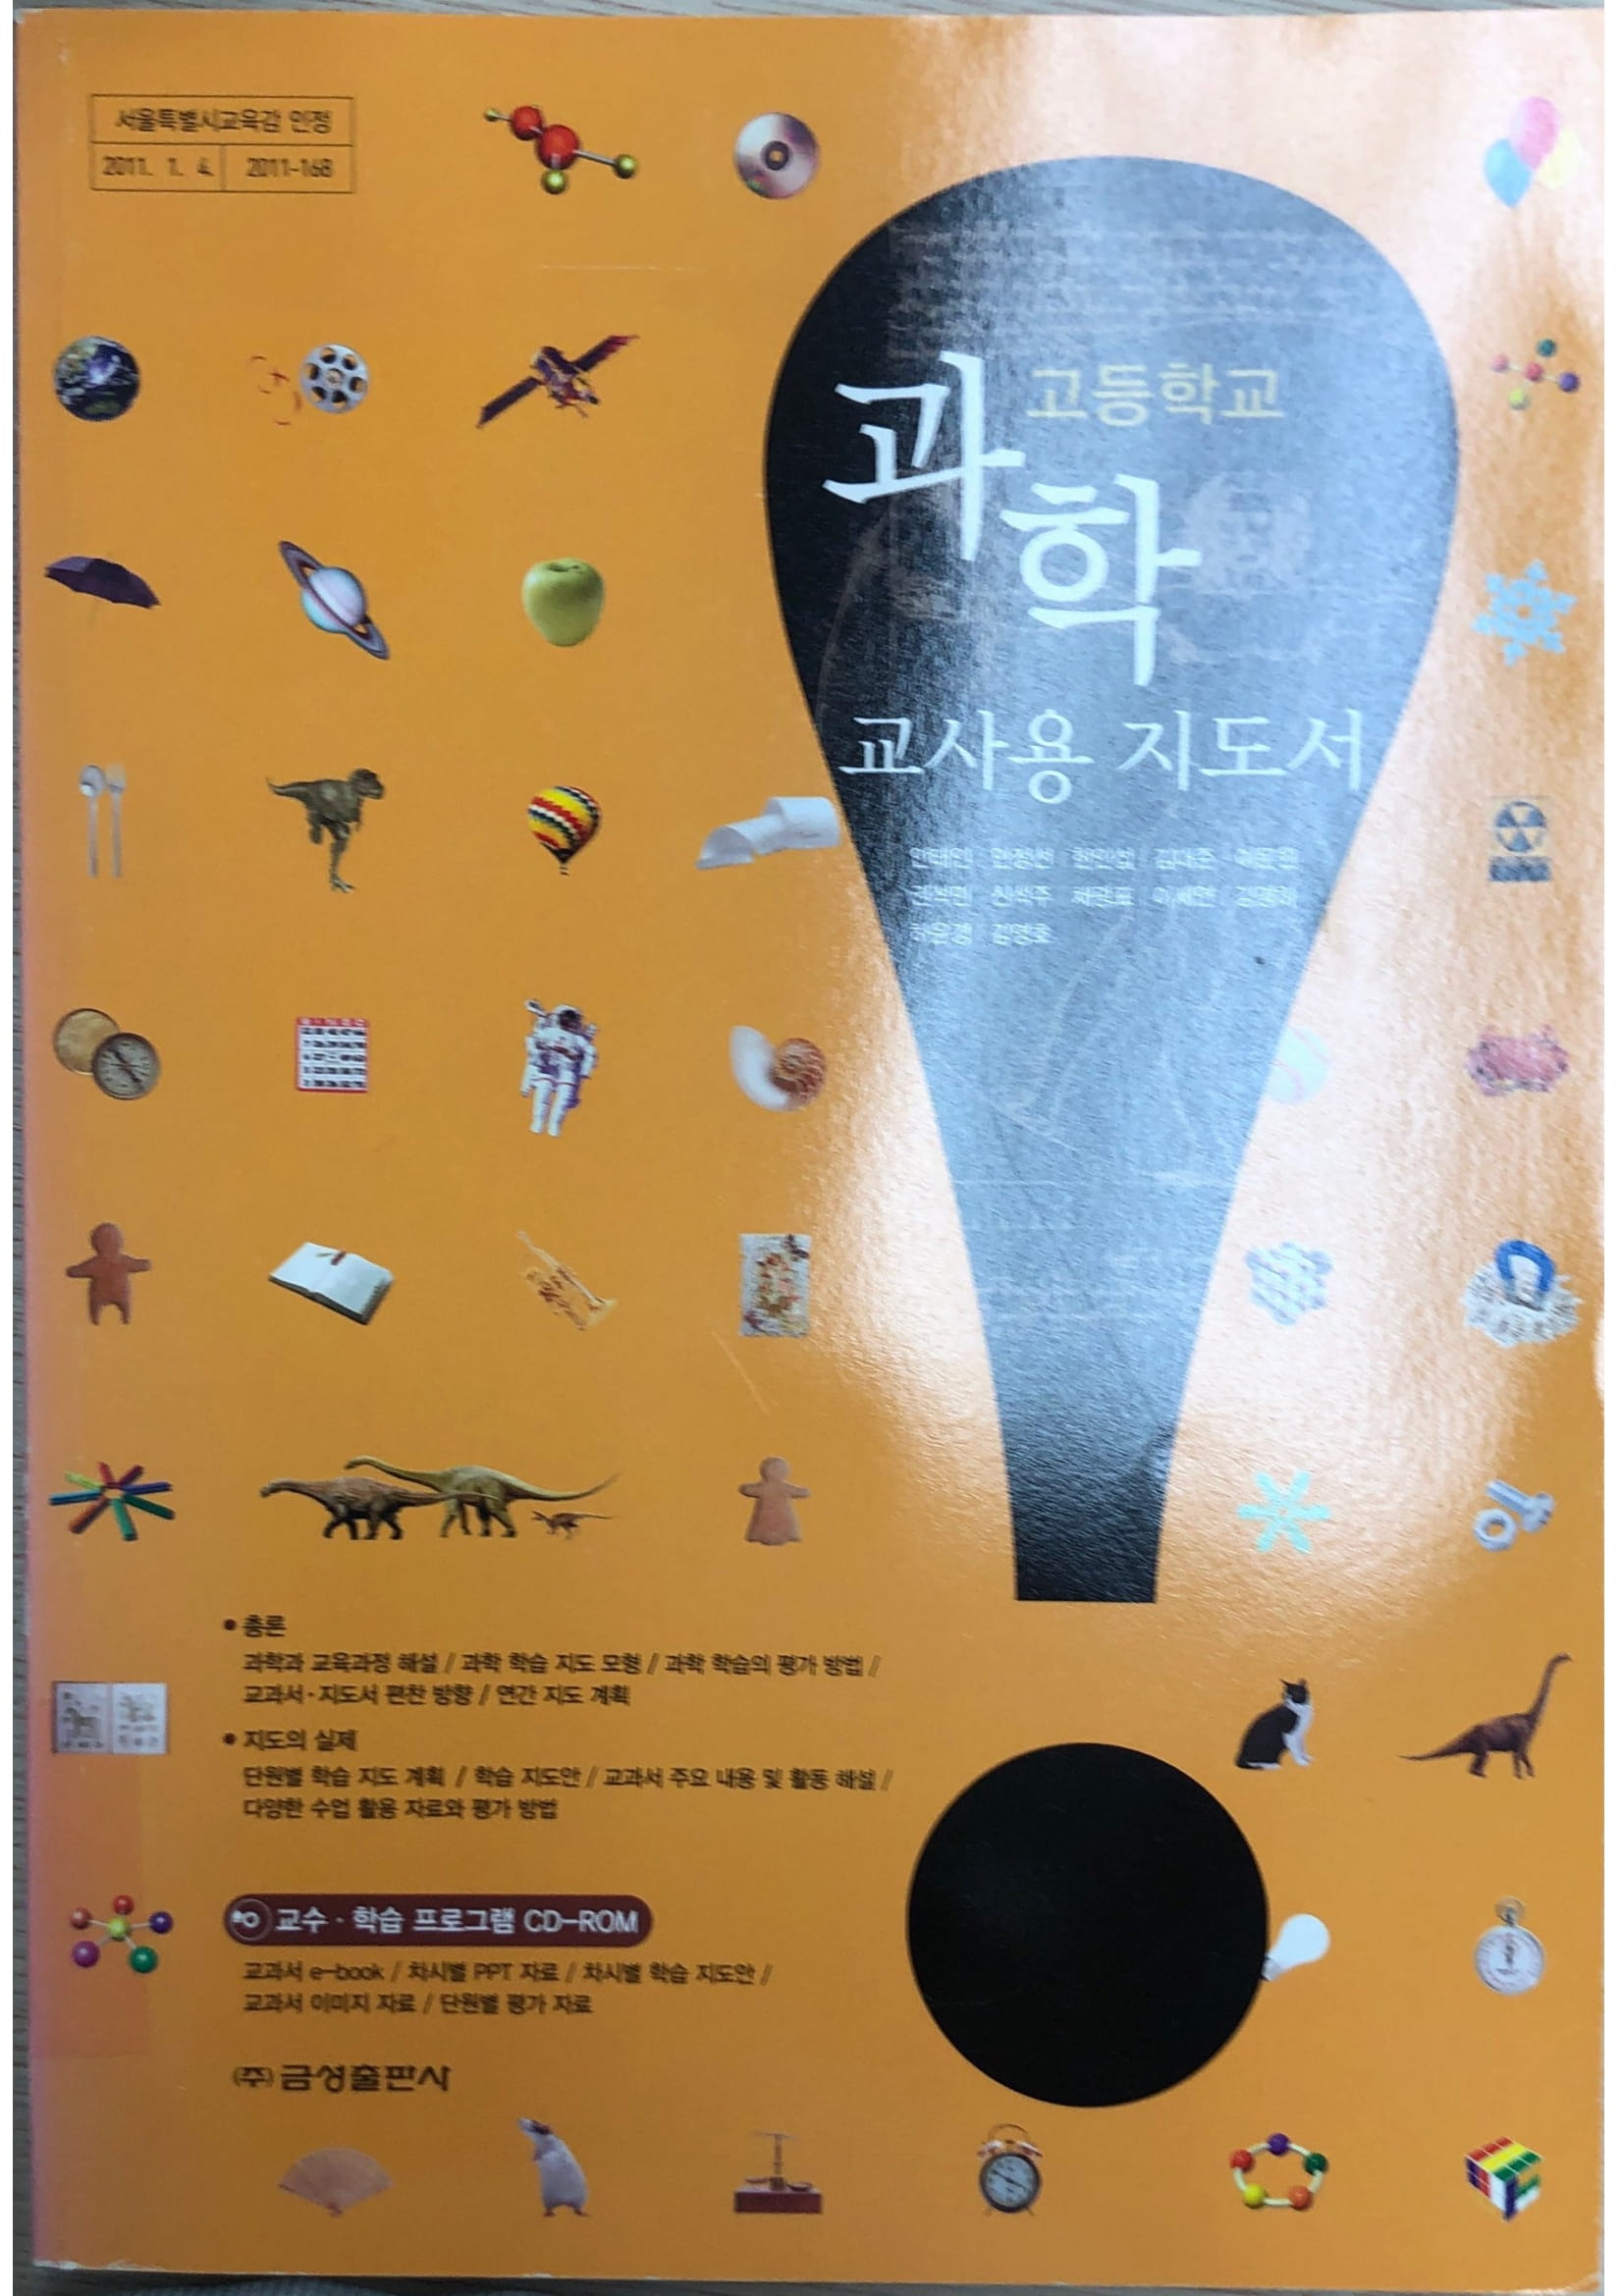 서울특별시교육감 인정
2011. 1. 4. 2011-168
고등학교
과학
교사용 지도서
• 총론
과학과 교육과정 해설 / 과학 학습 지도 모형 / 과학 학습의 평가 방법 /
교과서·지도서 편찬 방향 / 연간 지도 계획
• 지도의 실제
단원별 학습 지도 계획 / 학습 지도안 / 교과서 주요 내용 및 활동 해설 /
다양한 수업 활용 자료와 평가 방법
교수·학습 프로그램 CD-ROM
교과서 e-book / 차시별 PPT 자료 / 차시별 학습 지도안 /
교과서 이미지 자료 / 단원별 평가 자료
(주)금성출판사